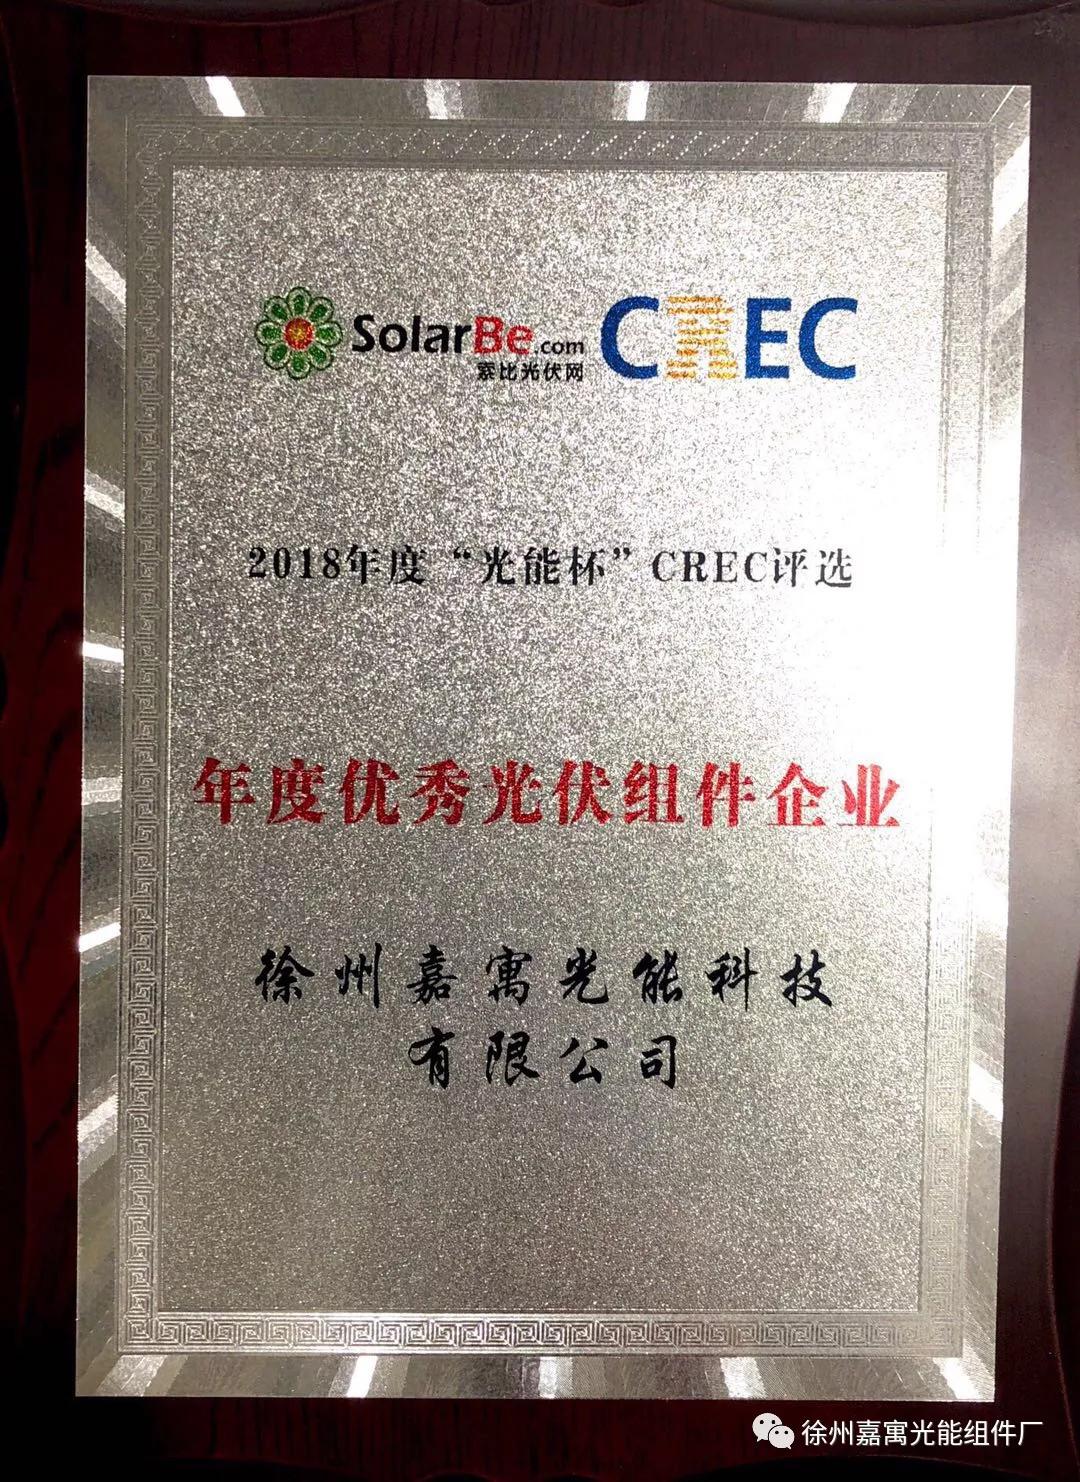 SolarBe.com CREC
索比光伏网
2018年度“光能杯”CREC评选
年度优秀光伏组件企业
徐州嘉寓光能科技
有限公司
徐州嘉寓光能组件厂